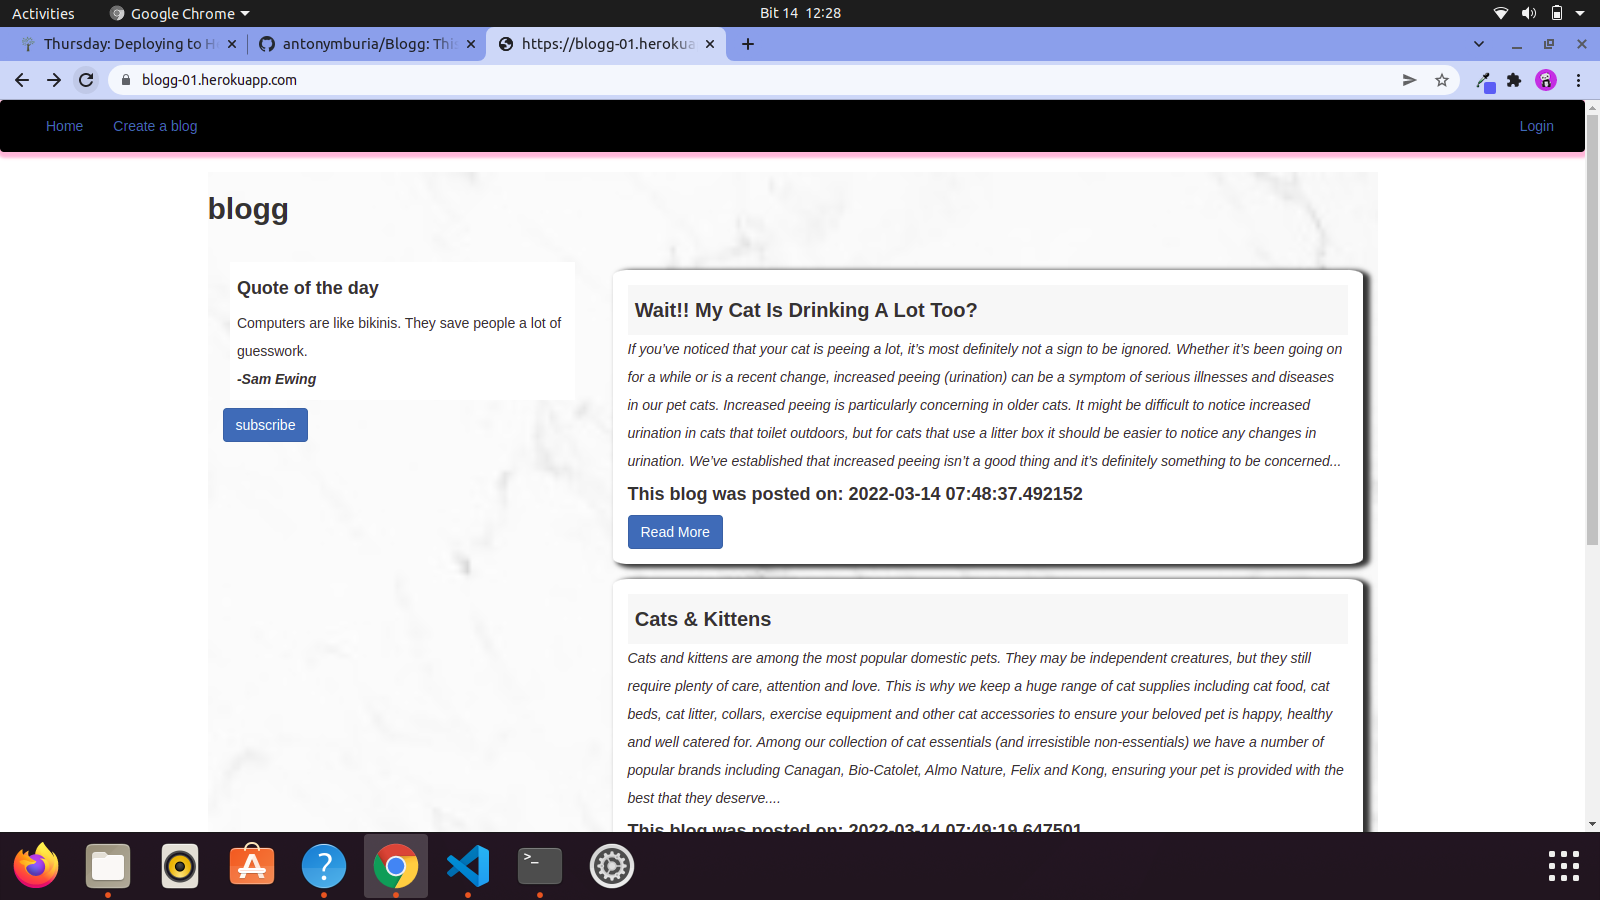 Activities
Google Chrome
Bit 14 12:28
Thursday: Deploying to H
antonymburia/Blogg: This
https://blogg-01.herokua
blogg-01.herokuapp.com
Home
Create a blog
Login
blogg
Quote of the day
Computers are like bikinis. They save people a lot of
guesswork.
-Sam Ewing
subscribe
Wait!! My Cat Is Drinking A Lot Too?
If you’ve noticed that your cat is peeing a lot, it’s most definitely not a sign to be ignored. Whether it’s been going on
for a while or is a recent change, increased peeing (urination) can be a symptom of serious illnesses and diseases
in our pet cats. Increased peeing is particularly concerning in older cats. It might be difficult to notice increased
urination in cats that toilet outdoors, but for cats that use a litter box it should be easier to notice any changes in
urination. We’ve established that increased peeing isn’t a good thing and it’s definitely something to be concerned...
This blog was posted on: 2022-03-14 07:48:37.492152
Read More
Cats & Kittens
Cats and kittens are among the most popular domestic pets. They may be independent creatures, but they still
require plenty of care, attention and love. This is why we keep a huge range of cat supplies including cat food, cat
beds, cat litter, collars, exercise equipment and other cat accessories to ensure your beloved pet is happy, healthy
and well catered for. Among our collection of cat essentials (and irresistible non-essentials) we have a number of
popular brands including Canagan, Bio-Catolet, Almo Nature, Felix and Kong, ensuring your pet is provided with the
best that they deserve....
This blog was posted on: 2022-03-14 07:49:19.647501